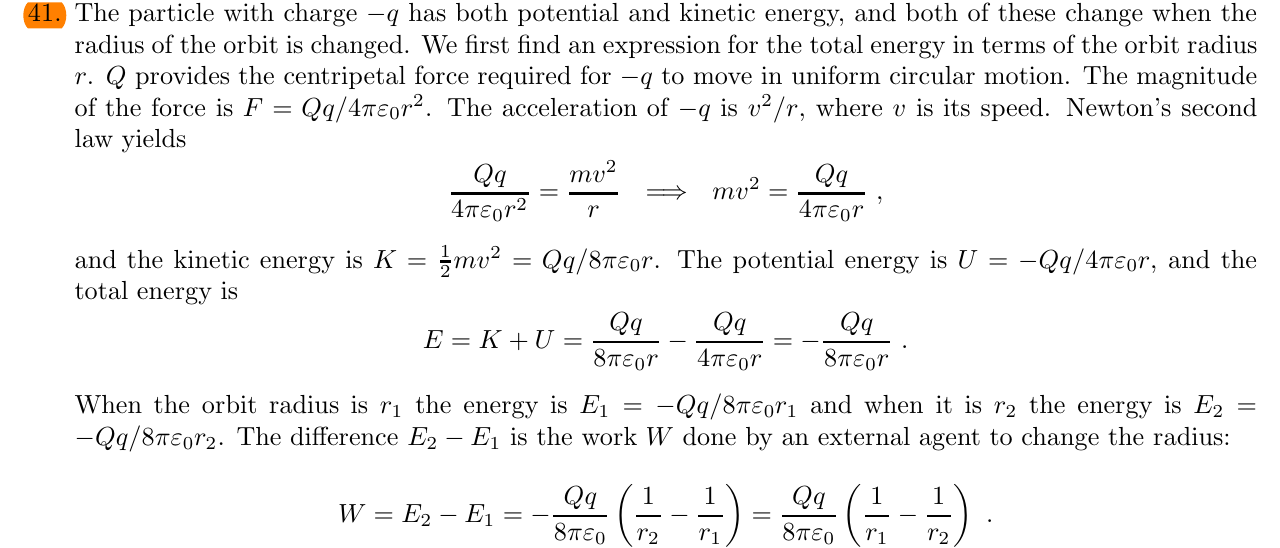 41. The particle with charge −q has both potential and kinetic energy, and both of these change when the
radius of the orbit is changed. We first find an expression for the total energy in terms of the orbit radius
r. Q provides the centripetal force required for −q to move in uniform circular motion. The magnitude
of the force is F = Qq/4πε₀r². The acceleration of −q is v²/r, where v is its speed. Newton’s second
law yields
Qq/4πε₀r² = mv²/r ⟹ mv² = Qq/4πε₀r ,
and the kinetic energy is K = ½mv² = Qq/8πε₀r. The potential energy is U = −Qq/4πε₀r, and the
total energy is
E = K + U = Qq/8πε₀r − Qq/4πε₀r = − Qq/8πε₀r .
When the orbit radius is r₁ the energy is E₁ = −Qq/8πε₀r₁ and when it is r₂ the energy is E₂ =
−Qq/8πε₀r₂. The difference E₂ − E₁ is the work W done by an external agent to change the radius:
W = E₂ − E₁ = − Qq/8πε₀ (1/r₂ − 1/r₁) = Qq/8πε₀ (1/r₁ − 1/r₂) .